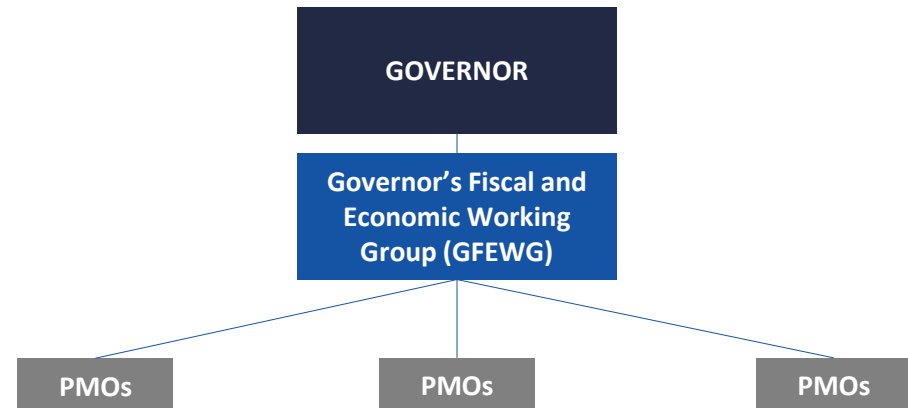 GOVERNOR
Governor’s Fiscal and
Economic Working
Group (GFEWG)
PMOs
PMOs
PMOs